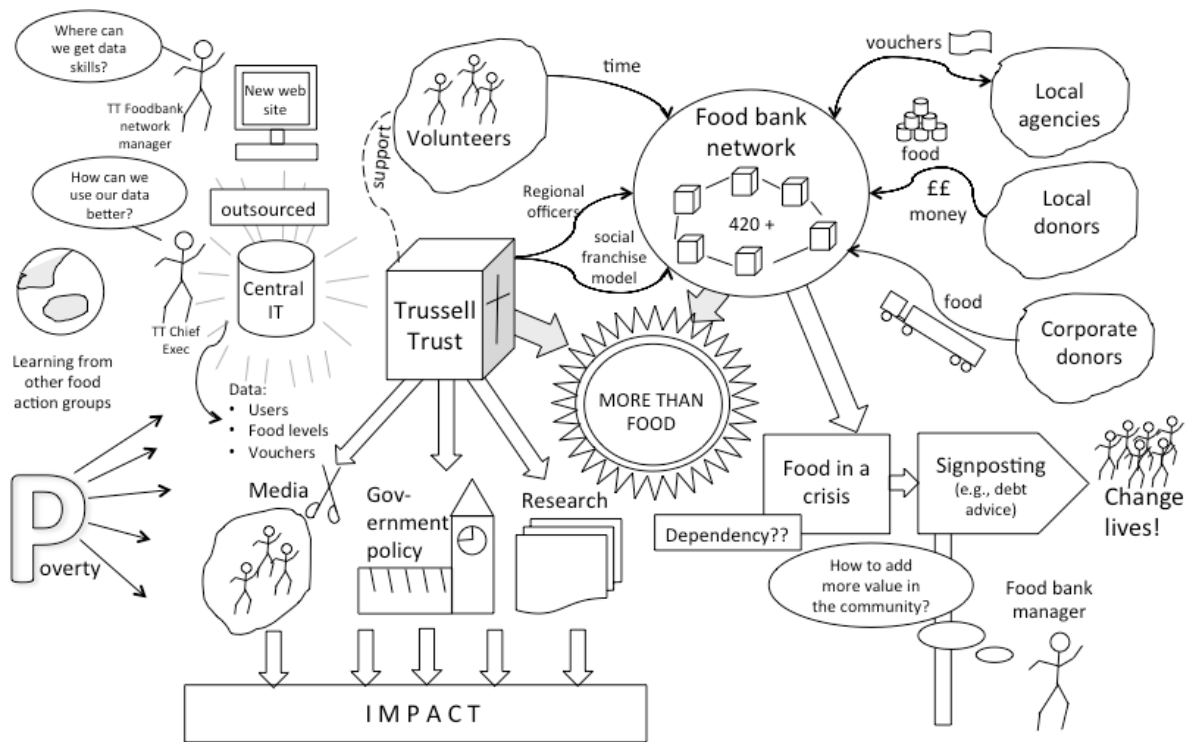 Where can
we get data
skills?
TT Foodbank
network
manager
New web
site
How can we
use our data
better?
outsourced
Central
IT
TT Chief
Exec
Learning from
other food
action groups
Data:
• Users
• Food levels
• Vouchers
Poverty
support
Volunteers
time
Regional
officers
social
franchise
model
Trussell
Trust
Food bank
network
420 +
vouchers
Local
agencies
food
££
money
Local
donors
food
Corporate
donors
MORE THAN
FOOD
Media
Gov-
ernment
policy
Research
IMPACT
Food in a
crisis
Dependency??
Signposting
(e.g., debt
advice)
Change
lives!
How to add
more value in
the community?
Food bank
manager